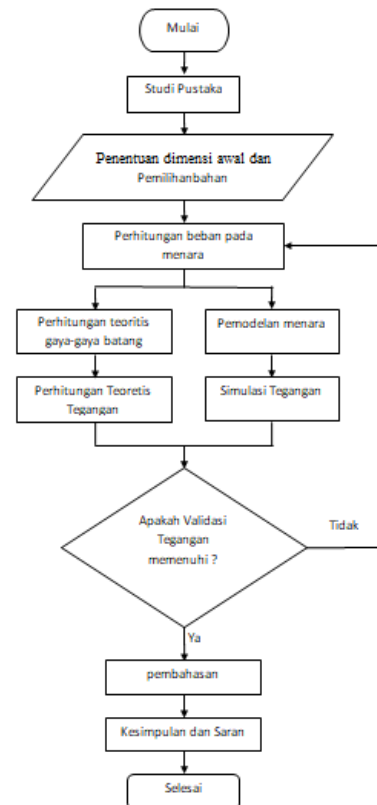 Mulai
Studi Pustaka
Penentuan dimensi awal dan
Pemilihanbahan
Perhitungan beban pada
menara
Perhitungan teoritis
gaya-gaya batang
Pemodelan menara
Perhitungan Teoretis
Tegangan
Simulasi Tegangan
Apakah Validasi
Tegangan
memenuhi ?
Tidak
Ya
pembahasan
Kesimpulan dan Saran
Selesai